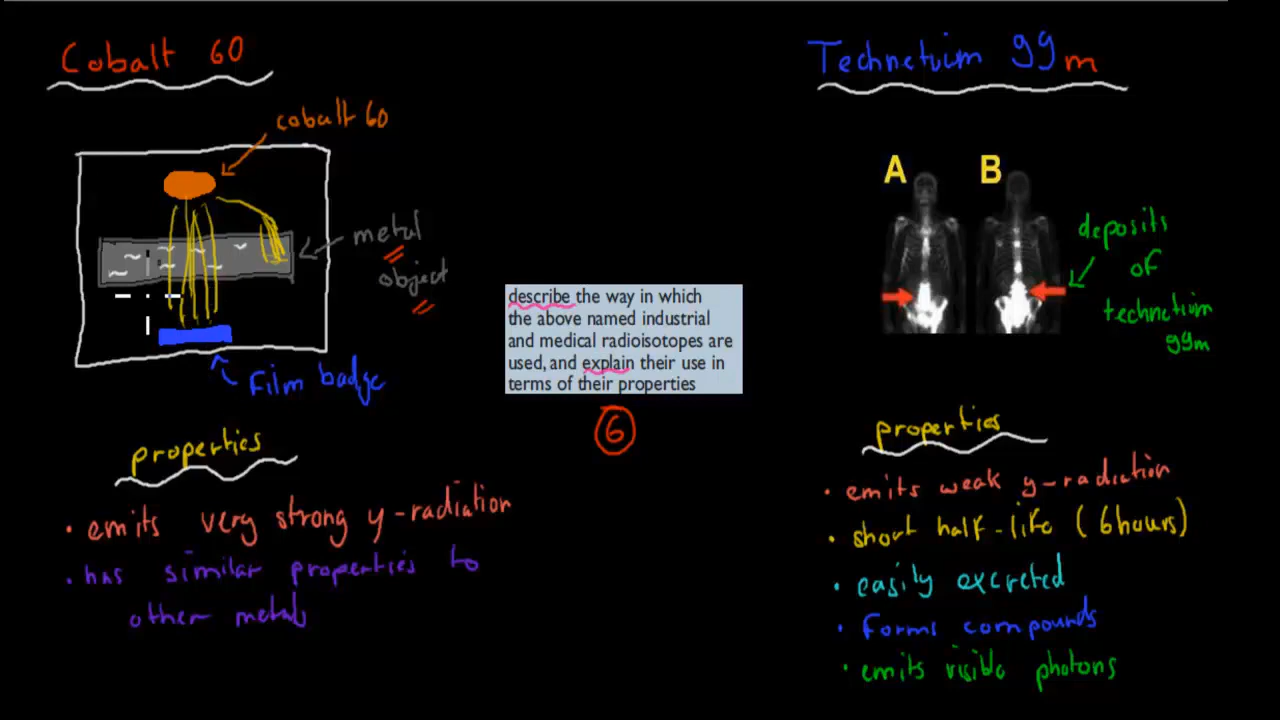 Cobalt 60
cobalt 60
metal
object
Film badge
properties
• emits very strong γ-radiation
• has similar properties to
other metals
describe the way in which
the above named industrial
and medical radioisotopes are
used, and explain their use in
terms of their properties
6
Technetium 99m
A
B
deposits
of
technetium
99m
properties
• emits weak γ-radiation
• short half-life (6hours)
• easily excreted
• forms compounds
• emits visible photons